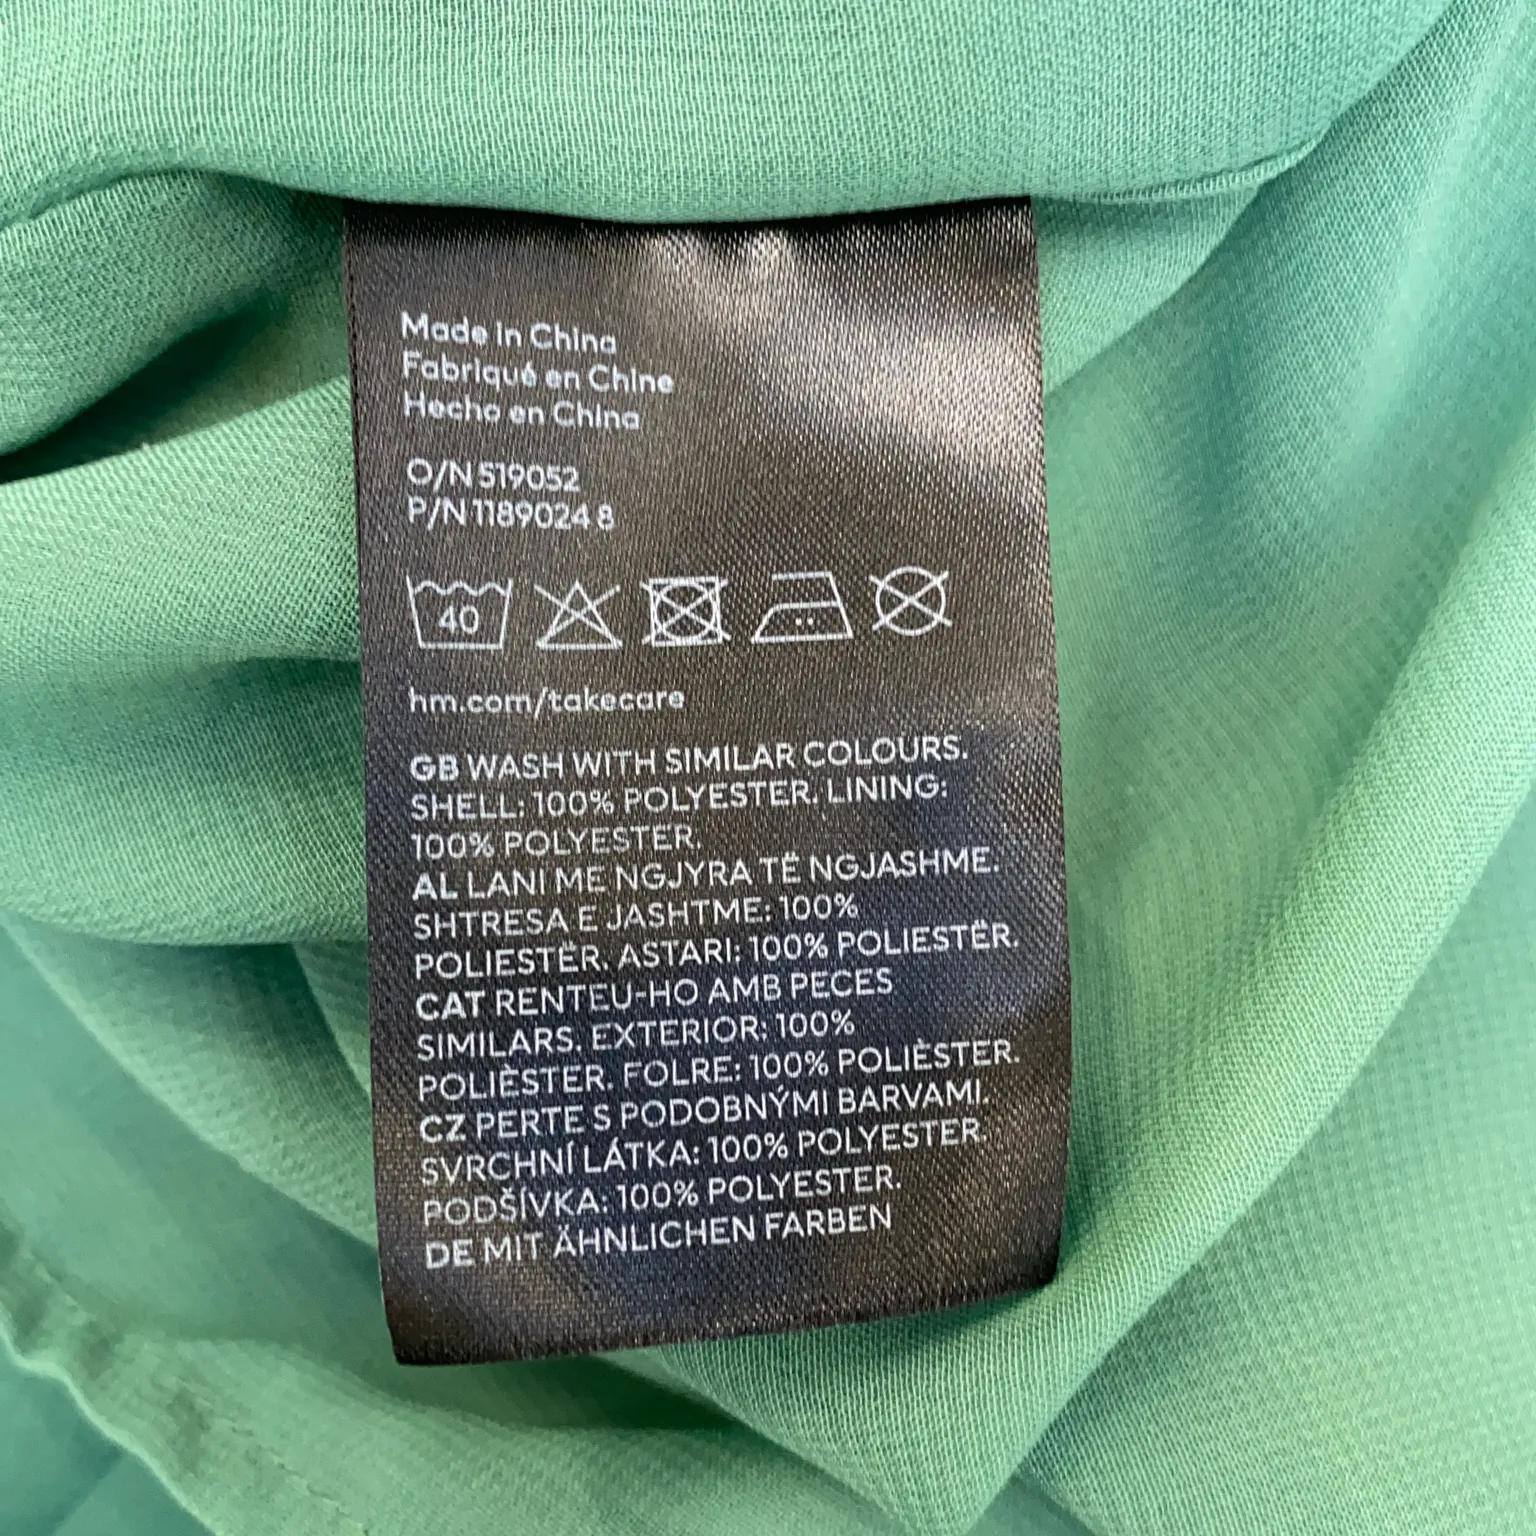 Made in China
Fabriqué en Chine
Hecho en China
O/N 519052
P/N 1189024 8
40
hm.com/takecare
GB WASH WITH SIMILAR COLOURS.
SHELL: 100% POLYESTER. LINING:
100% POLYESTER.
AL LANI ME NGJYRA TË NGJASHME.
SHTRESA E JASHTME: 100%
POLIESTËR. ASTARI: 100% POLIESTËR.
CAT RENTEU-HO AMB PECES
SIMILARS. EXTERIOR: 100%
POLIÈSTER. FOLRE: 100% POLIÈSTER.
CZ PERTE S PODOBNÝMI BARVAMI.
SVRCHNÍ LÁTKA: 100% POLYESTER.
PODŠÍVKA: 100% POLYESTER.
DE MIT ÄHNLICHEN FARBEN